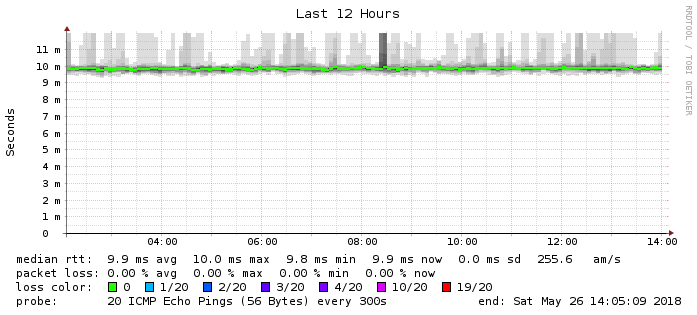 Last 12 Hours
RRDTOOL / TOBI OETIKER
Seconds
11 m
10 m
9 m
8 m
7 m
6 m
5 m
4 m
3 m
2 m
1 m
0
04:00 06:00 08:00 10:00 12:00 14:00
median rtt: 9.9 ms avg 10.0 ms max 9.8 ms min 9.9 ms now 0.0 ms sd 255.6 am/s
packet loss: 0.00 % avg 0.00 % max 0.00 % min 0.00 % now
loss color: 0 1/20 2/20 3/20 4/20 10/20 19/20
probe: 20 ICMP Echo Pings (56 Bytes) every 300s end: Sat May 26 14:05:09 2018